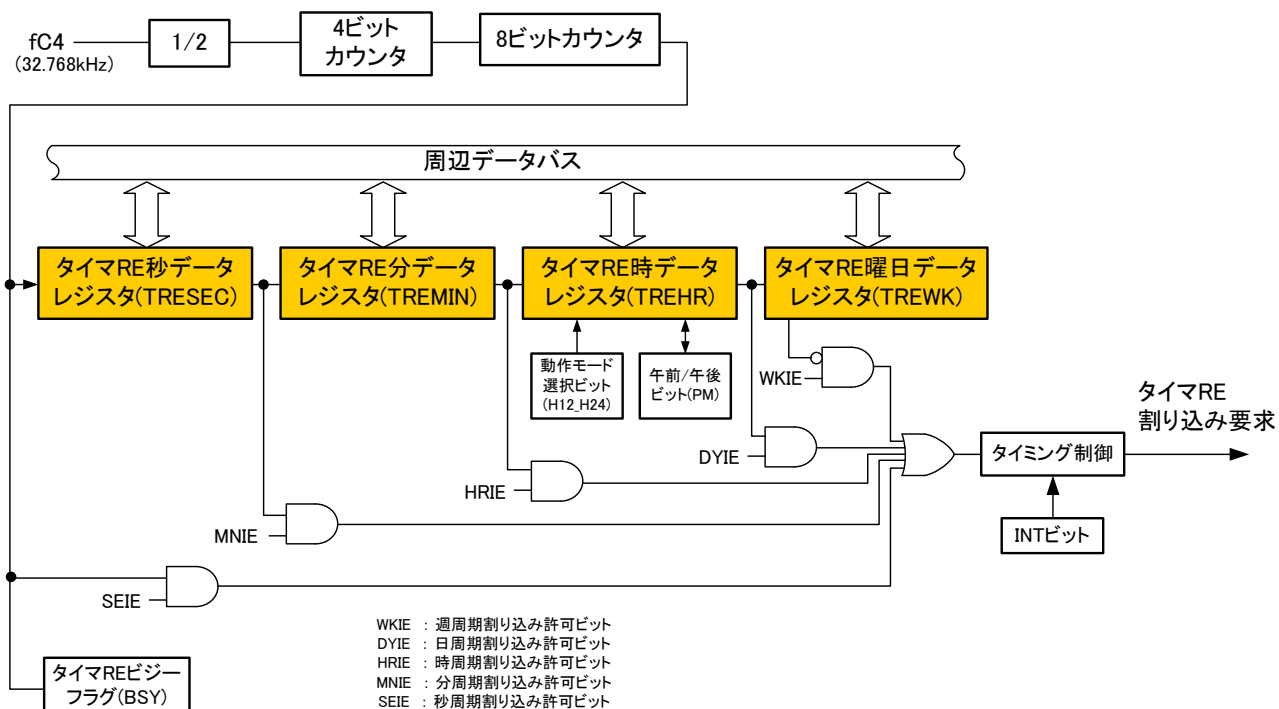 fC4
(32.768kHz)
1/2
4ビット
カウンタ
8ビットカウンタ
周辺データバス
タイマRE秒データ
レジスタ(TRESEC)
タイマRE分データ
レジスタ(TREMIN)
タイマRE時データ
レジスタ(TREHR)
タイマRE曜日データ
レジスタ(TREWK)
動作モード
選択ビット
(H12_H24)
午前/午後
ビット(PM)
WKIE
DYIE
HRIE
MNIE
SEIE
タイミング制御
INTビット
タイマRE
割り込み要求
タイマREビジー
フラグ(BSY)
WKIE : 週周期割り込み許可ビット
DYIE : 日周期割り込み許可ビット
HRIE : 時周期割り込み許可ビット
MNIE : 分周期割り込み許可ビット
SEIE : 秒周期割り込み許可ビット